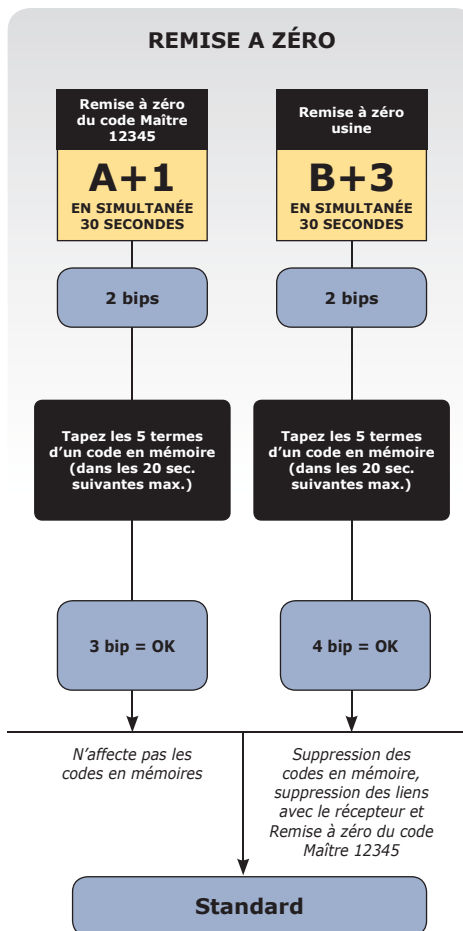 REMISE A ZÉRO
Remise à zéro
du code Maître
12345
A+1
EN SIMULTANÉE
30 SECONDES
2 bips
Tapez les 5 termes
d’un code en mémoire
(dans les 20 sec.
suivantes max.)
3 bip = OK
N’affecte pas les
codes en mémoires
Remise à zéro
usine
B+3
EN SIMULTANÉE
30 SECONDES
2 bips
Tapez les 5 termes
d’un code en mémoire
(dans les 20 sec.
suivantes max.)
4 bip = OK
Suppression des
codes en mémoire,
suppression des liens
avec le récepteur et
Remise à zéro du code
Maître 12345
Standard